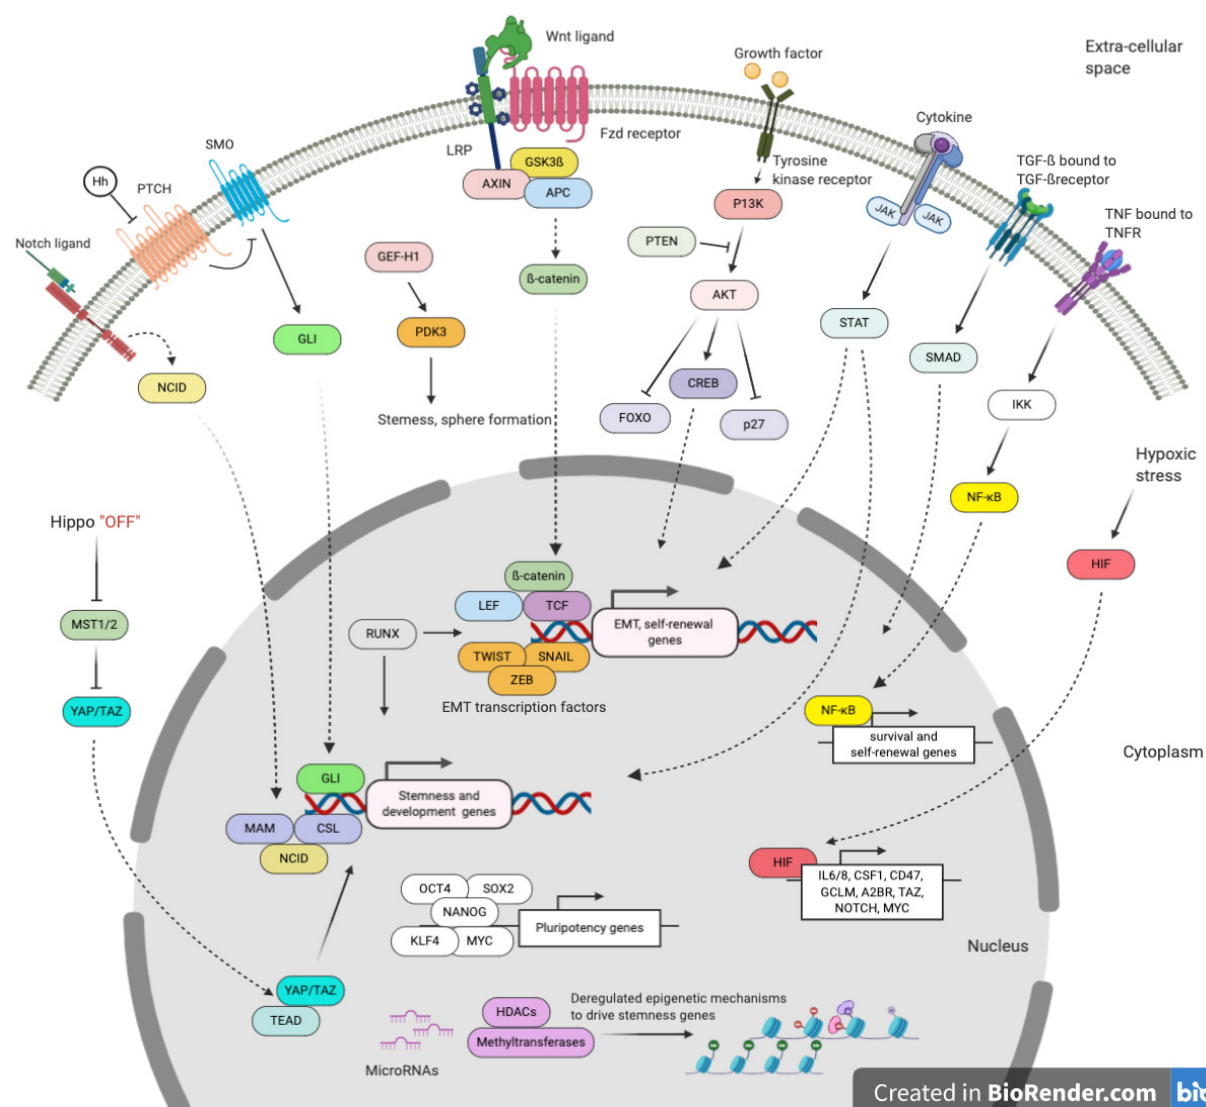 Wnt ligand
Growth factor
Extra-cellular
space
Cytokine
SMO
Fzd receptor
LRP
GSK3ß
Tyrosine
kinase receptor
TGF-ß bound to
TGF-ßreceptor
Hh
PTCH
AXIN
APC
P13K
JAK
JAK
TNF bound to
TNFR
Notch ligand
GEF-H1
PTEN
ß-catenin
AKT
STAT
GLI
PDK3
SMAD
NCID
CREB
IKK
Stemess, sphere formation
FOXO
p27
Hypoxic
stress
NF-κB
Hippo "OFF"
HIF
ß-catenin
LEF
TCF
MST1/2
RUNX
EMT, self-renewal
genes
TWIST
SNAIL
ZEB
EMT transcription factors
YAP/TAZ
NF-κB
survival and
self-renewal genes
Cytoplasm
GLI
Stemness and
development genes
MAM
CSL
NCID
HIF
IL6/8, CSF1, CD47,
GCLM, A2BR, TAZ,
NOTCH, MYC
OCT4
SOX2
NANOG
KLF4
MYC
Pluripotency genes
Nucleus
YAP/TAZ
TEAD
HDACs
Methyltransferases
Deregulated epigenetic mechanisms
to drive stemness genes
MicroRNAs
Created in BioRender.com